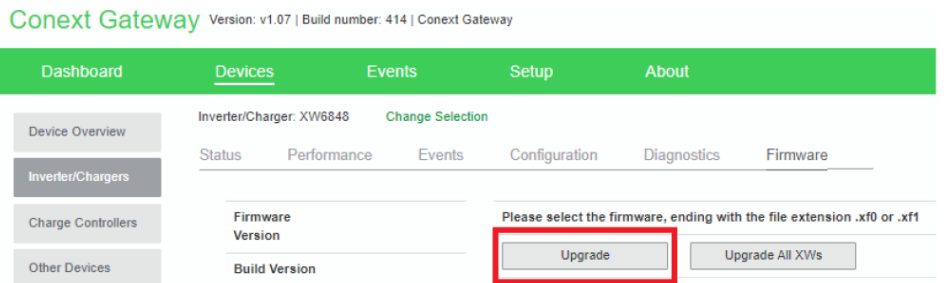 Conext Gateway Version: v1.07 | Build number: 414 | Conext Gateway
Dashboard Devices Events Setup About
Device Overview
Inverter/Chargers
Charge Controllers
Other Devices
Inverter/Charger: XW6848 Change Selection
Status Performance Events Configuration Diagnostics Firmware
Firmware
Version
Build Version
Please select the firmware, ending with the file extension .xf0 or .xf1
Upgrade Upgrade All XWs